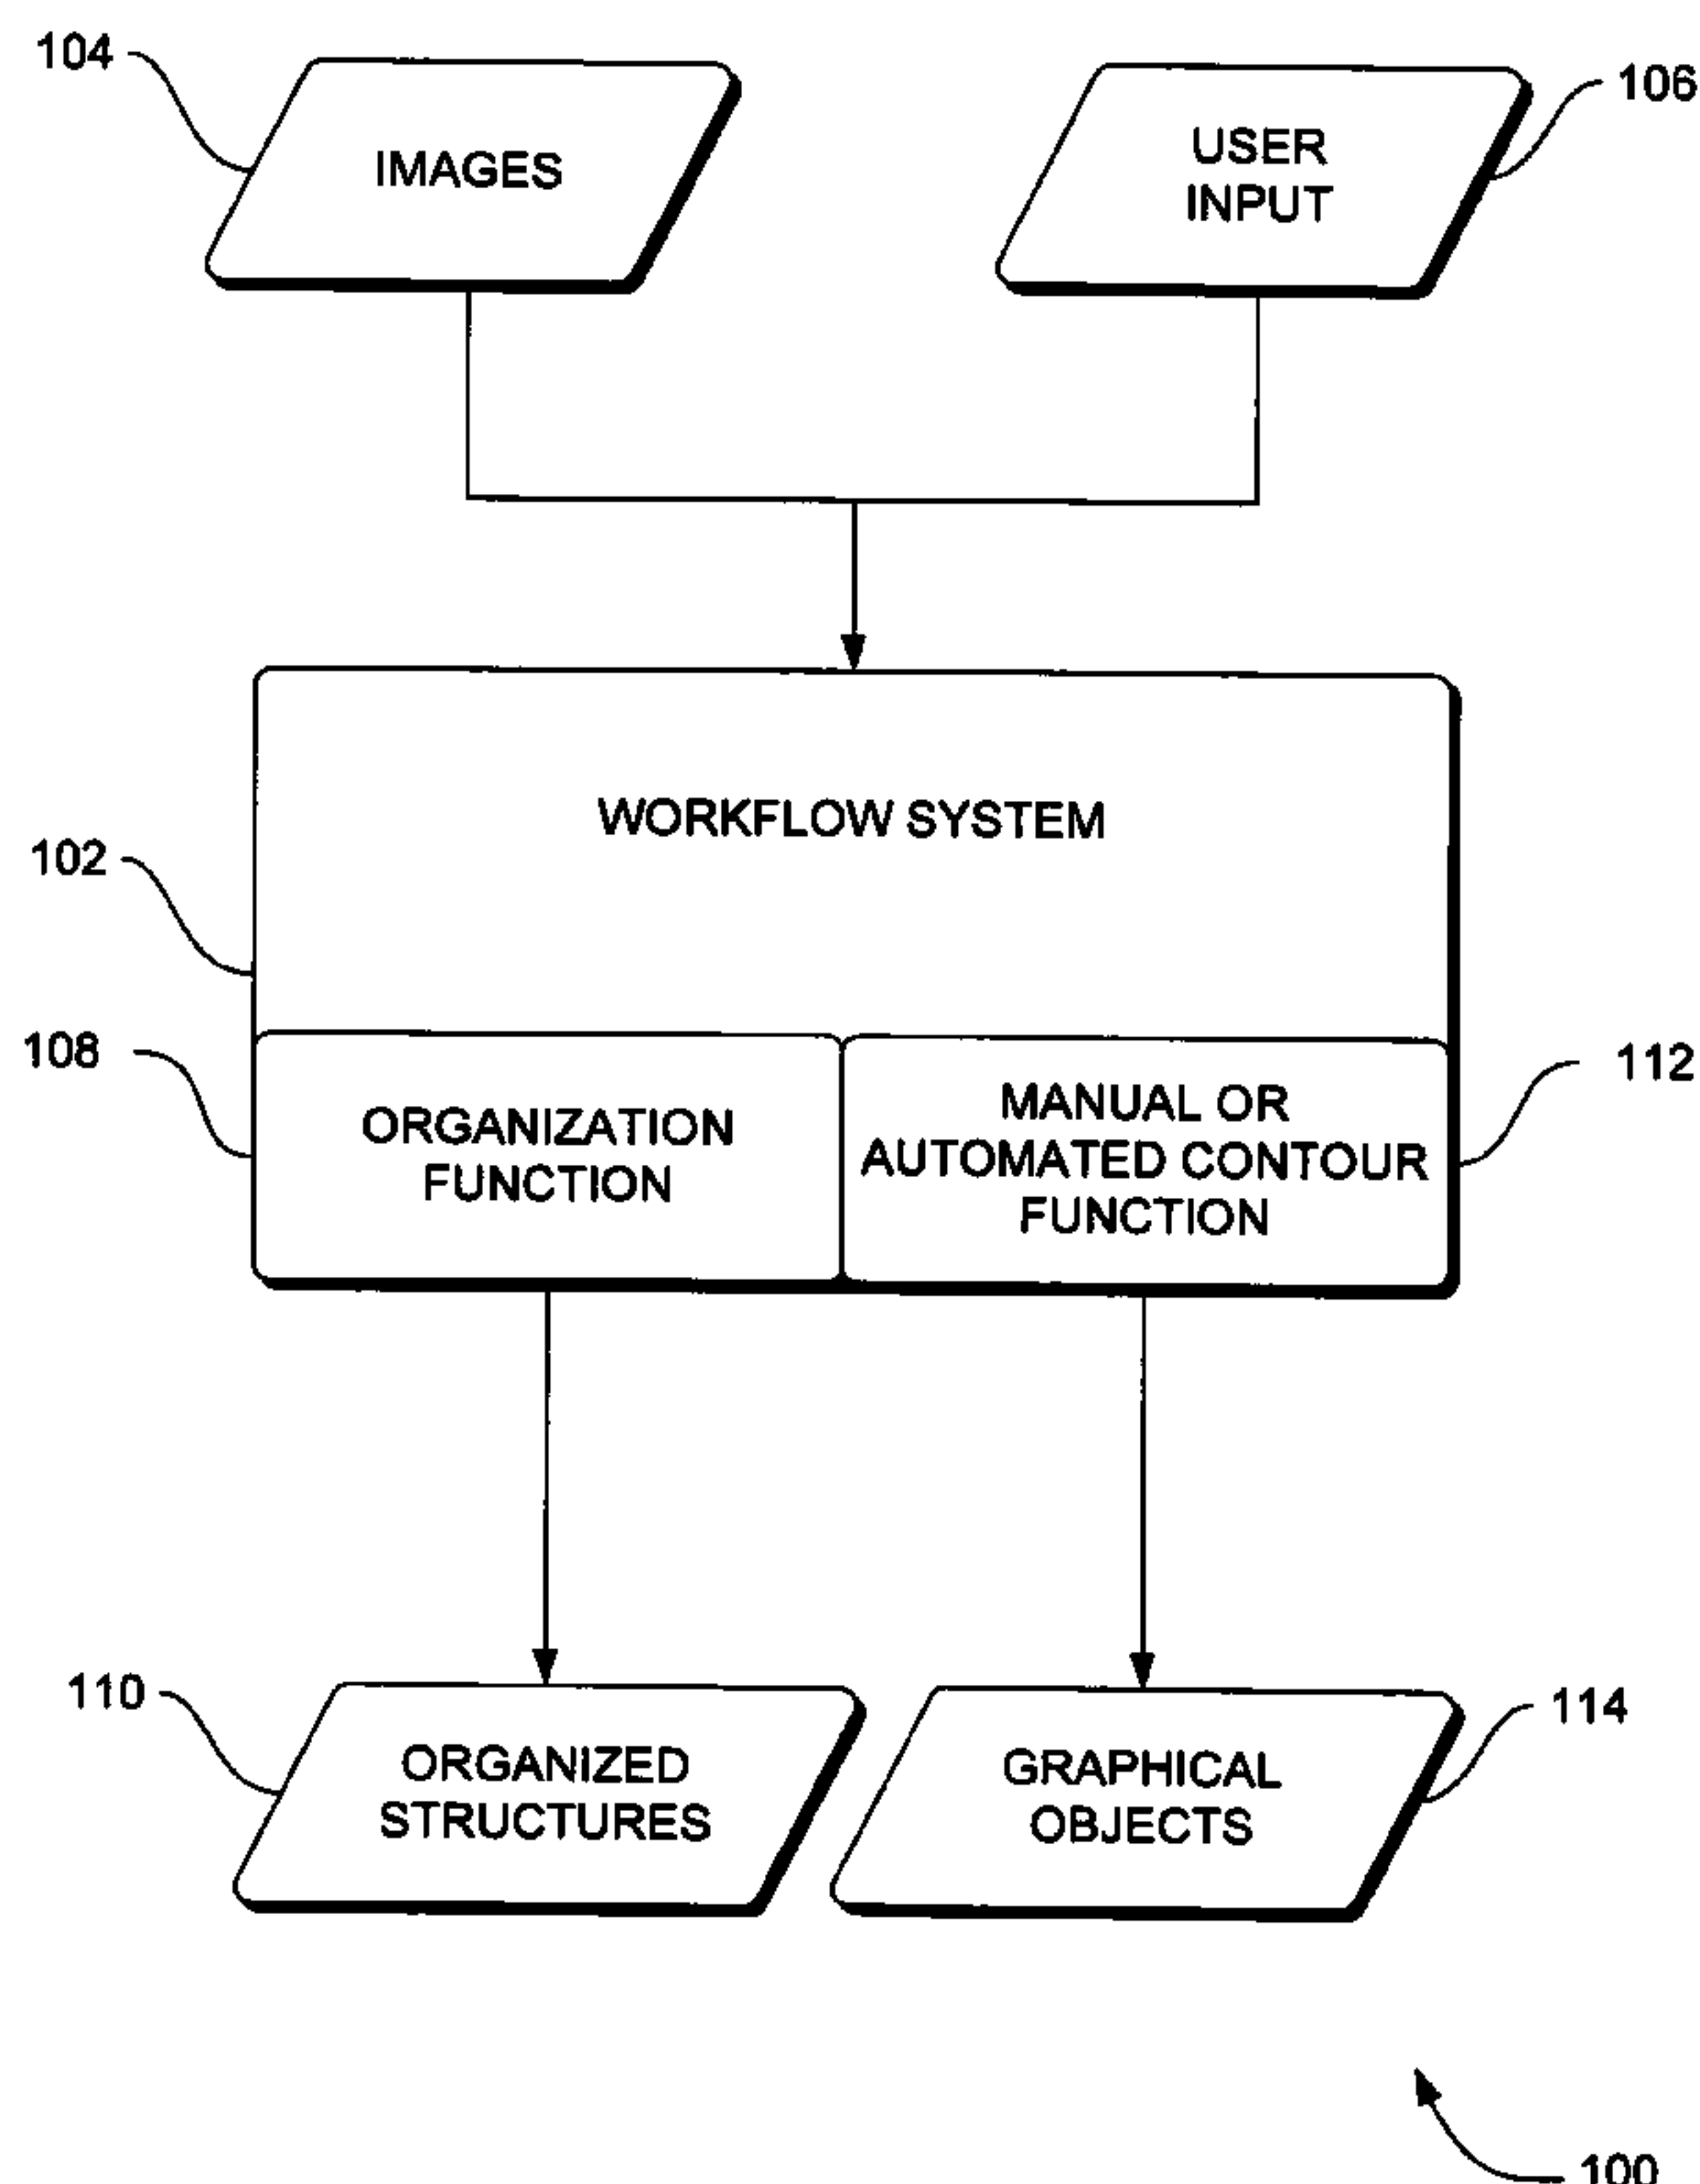 104
IMAGES
USER
INPUT
106
WORKFLOW SYSTEM
102
108
ORGANIZATION
FUNCTION
MANUAL OR
AUTOMATED CONTOUR
FUNCTION
112
110
ORGANIZED
STRUCTURES
GRAPHICAL
OBJECTS
114
100